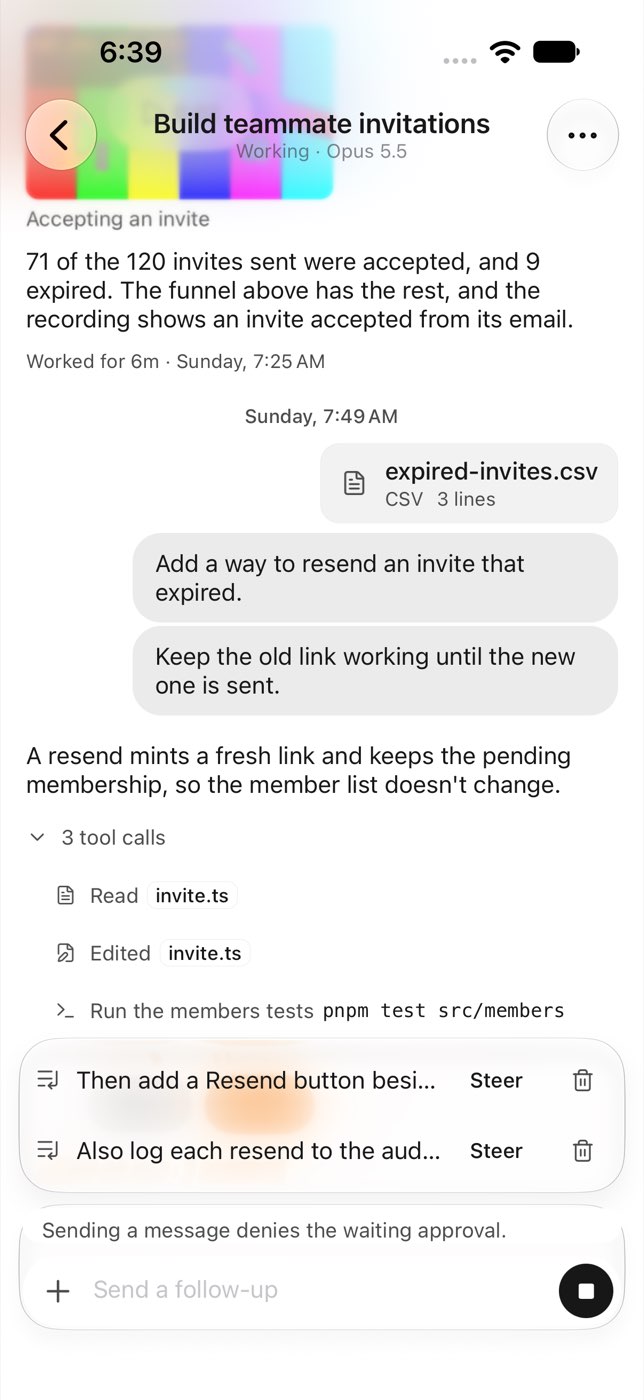 6:39
Build teammate invitations
Working · Opus 5.5
Accepting an invite
71 of the 120 invites sent were accepted, and 9
expired. The funnel above has the rest, and the
recording shows an invite accepted from its email.
Worked for 6m · Sunday, 7:25 AM
Sunday, 7:49 AM
expired-invites.csv
CSV 3 lines
Add a way to resend an invite that
expired.
Keep the old link working until the new
one is sent.
A resend mints a fresh link and keeps the pending
membership, so the member list doesn't change.
3 tool calls
Read invite.ts
Edited invite.ts
Run the members tests pnpm test src/members
Then add a Resend button besi... Steer
Also log each resend to the aud... Steer
Sending a message denies the waiting approval.
Send a follow-up